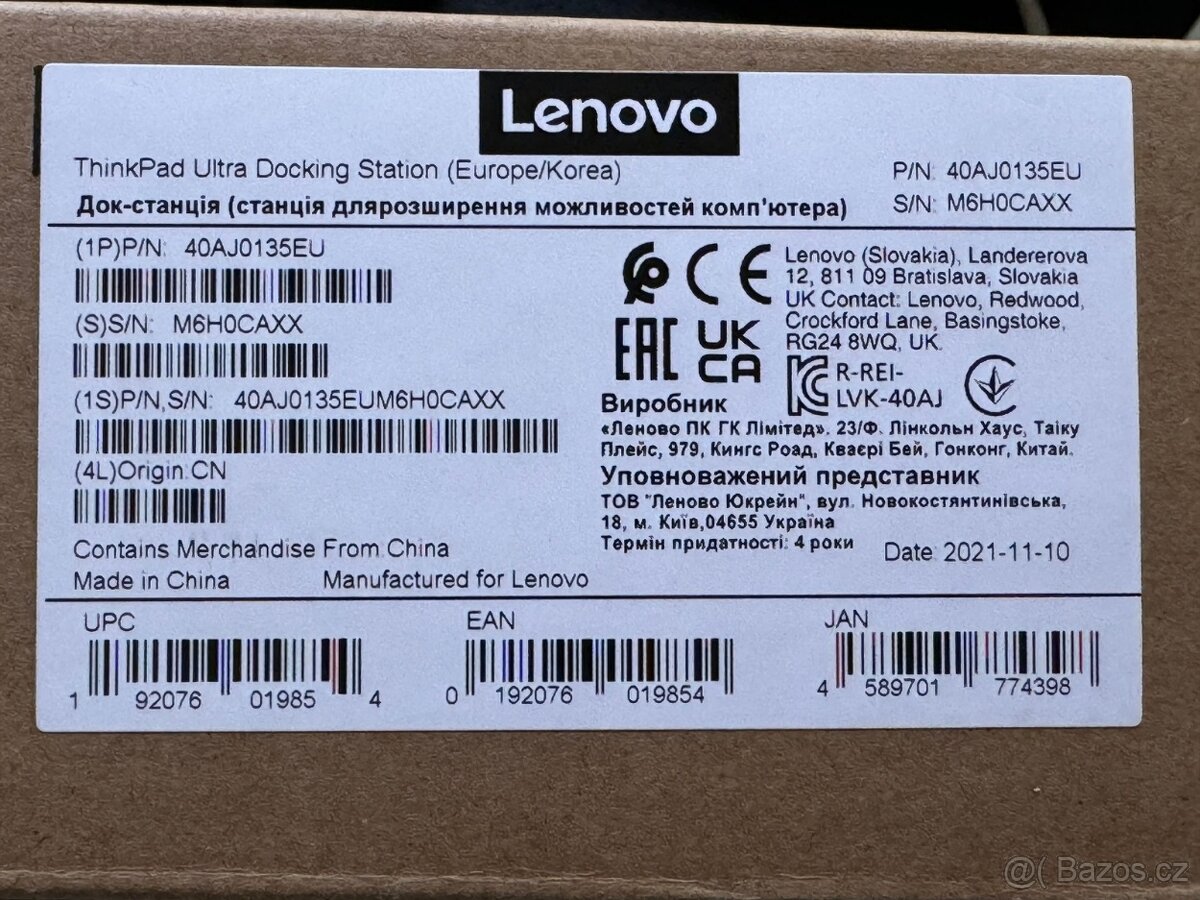 Lenovo
ThinkPad Ultra Docking Station (Europe/Korea)
P/N: 40AJ0135EU
Док-станція (станція длярозширення можливостей комп'ютера)
S/N: M6H0CAXX
(1P)P/N: 40AJ0135EU
(S)S/N: M6H0CAXX
(1S)P/N,S/N: 40AJ0135EUM6H0CAXX
(4L)Origin:CN
Contains Merchandise From China
Made in China Manufactured for Lenovo
CE
Lenovo (Slovakia), Landererova
12, 811 09 Bratislava, Slovakia
UK Contact: Lenovo, Redwood,
Crockford Lane, Basingstoke,
RG24 8WQ, UK.
EAC
UK
CA
R-REI-
LVK-40AJ
Виробник
«Леново ПК ГК Лімітед». 23/Ф. Лінкольн Хаус, Таіку
Плейс, 979, Кингс Роад, Кваєрі Бей, Гонконг, Китай.
Уповноважений представник
ТОВ "Леново Юкрейн", вул. Новокостянтинівська,
18, м. Київ,04655 Україна
Термін придатності: 4 роки
Date: 2021-11-10
UPC
1 92076 01985 4
EAN
0 192076 019854
JAN
4 589701 774398
@( Bazos.cz